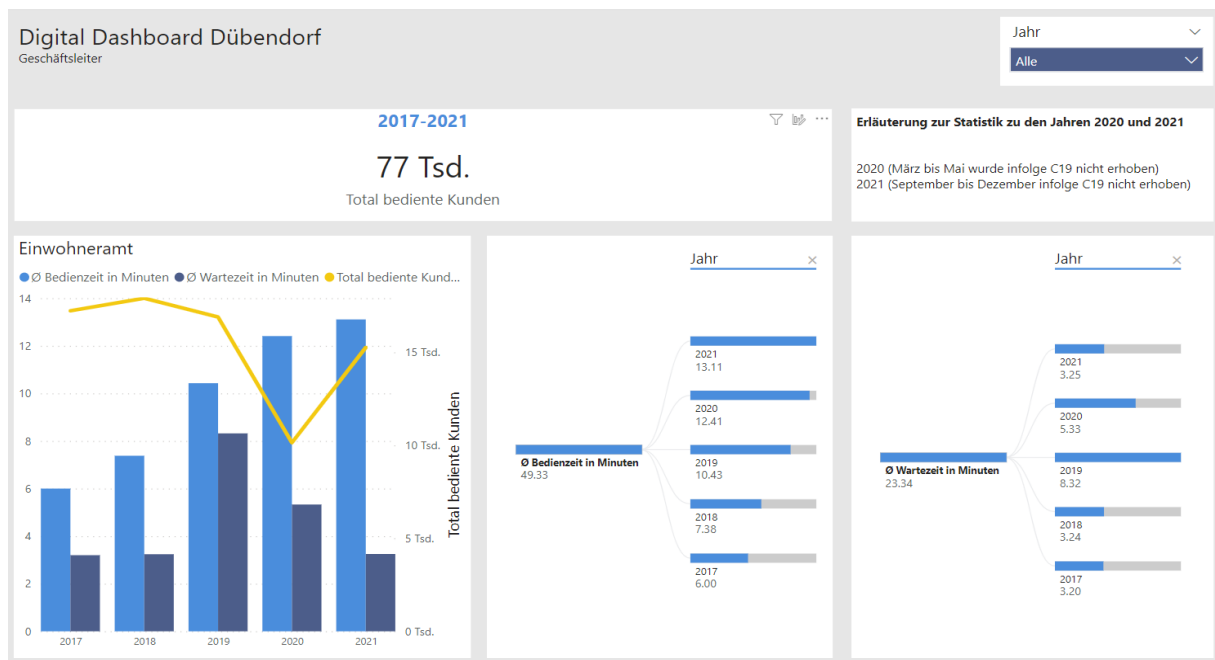 Digital Dashboard Dübendorf
Geschäftsleiter
Jahr
Alle
2017-2021
77 Tsd.
Total bediente Kunden
Erläuterung zur Statistik zu den Jahren 2020 und 2021
2020 (März bis Mai wurde infolge C19 nicht erhoben)
2021 (September bis Dezember infolge C19 nicht erhoben)
Einwohneramt
Ø Bedienzeit in Minuten Ø Wartezeit in Minuten Total bediente Kund...
14
12
10
8
6
4
2
0
2017 2018 2019 2020 2021
15 Tsd.
10 Tsd.
5 Tsd.
0 Tsd.
Total bediente Kunden
Jahr
Ø Bedienzeit in Minuten
49.33
2021
13.11
2020
12.41
2019
10.43
2018
7.38
2017
6.00
Jahr
Ø Wartezeit in Minuten
23.34
2021
3.25
2020
5.33
2019
8.32
2018
3.24
2017
3.20